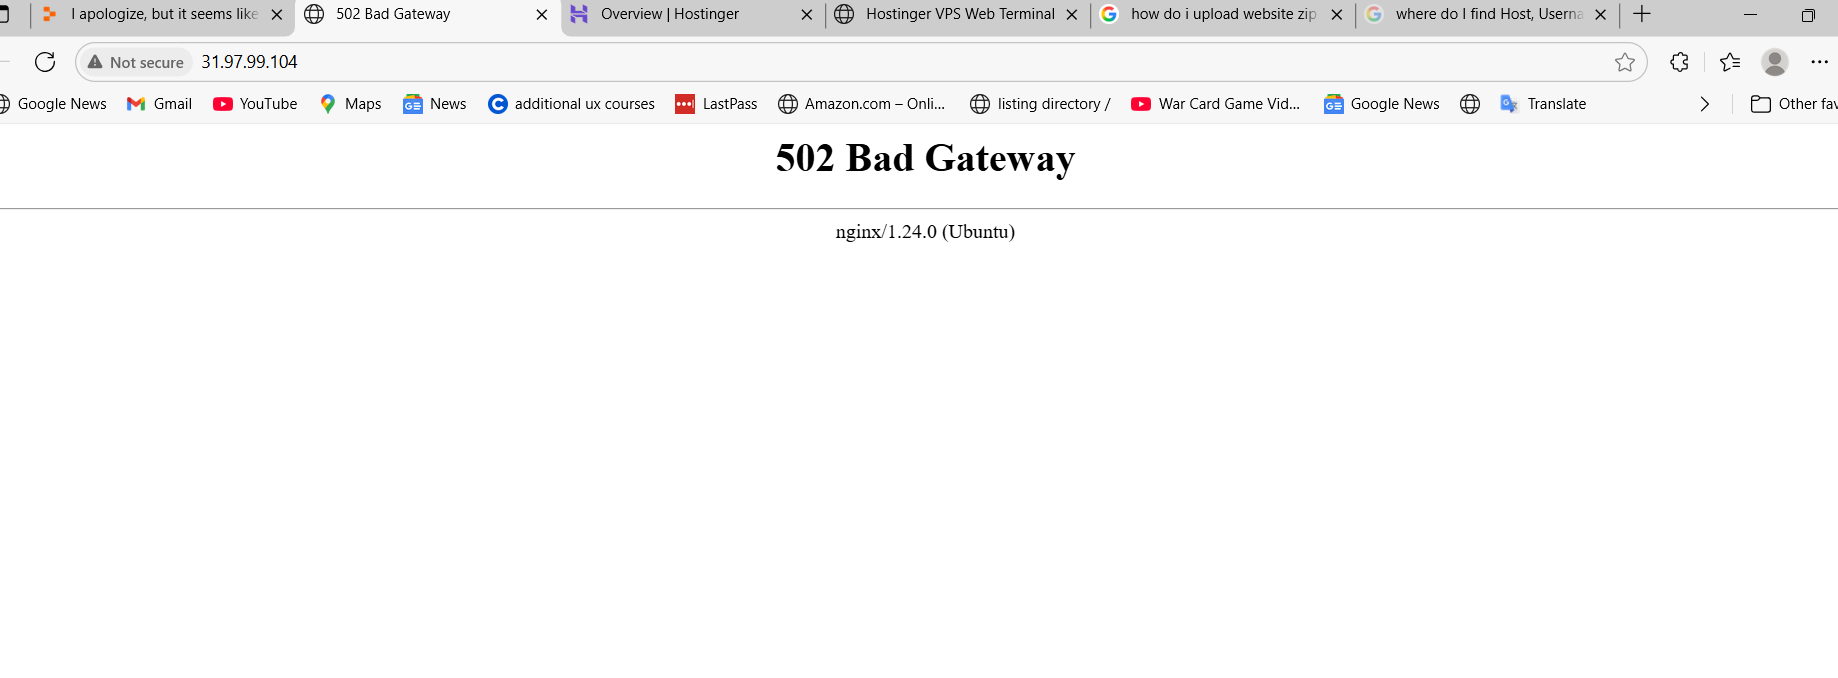 I apologize, but it seems like
502 Bad Gateway
Overview | Hostinger
Hostinger VPS Web Terminal
how do i upload website zip
where do I find Host, Userna
Not secure
31.97.99.104
Google News
Gmail
YouTube
Maps
GE
News
C
additional ux courses
LastPass
Amazon.com – Onli...
listing directory /
War Card Game Vid...
GE
Google News
Translate
Other fav
502 Bad Gateway
nginx/1.24.0 (Ubuntu)